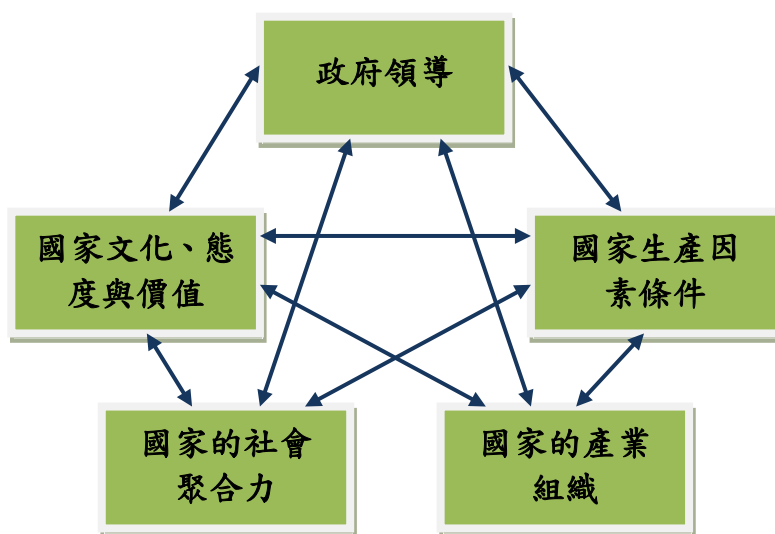 政府領導
國家文化、態
度與價值
國家生產因
素條件
國家的社會
聚合力
國家的產業
組織